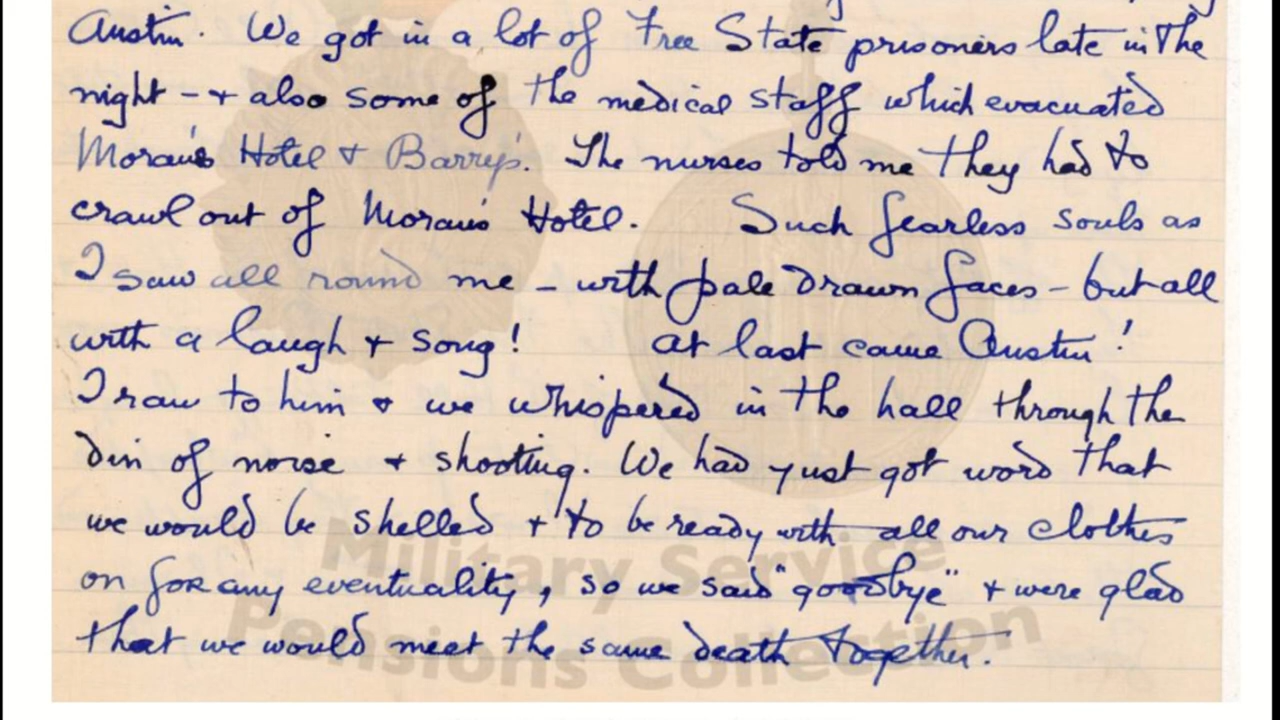 Austin. We got in a lot of Free State prisoners late in the
night - + also some of the medical staff which evacuated
Moran's Hotel + Barry's. The nurses told me they had to
crawl out of Moran's Hotel. Such fearless souls as
I saw all round me - with pale drawn faces - but all
with a laugh + song! At last came Austin!
I ran to him + we whispered in the hall through the
din of noise + shooting. We had just got word that
we would be shelled + to be ready with all our clothes
on for any eventuality, so we said "goodbye" + were glad
that we would meet the same death together.
Military Service
Pensions Collection